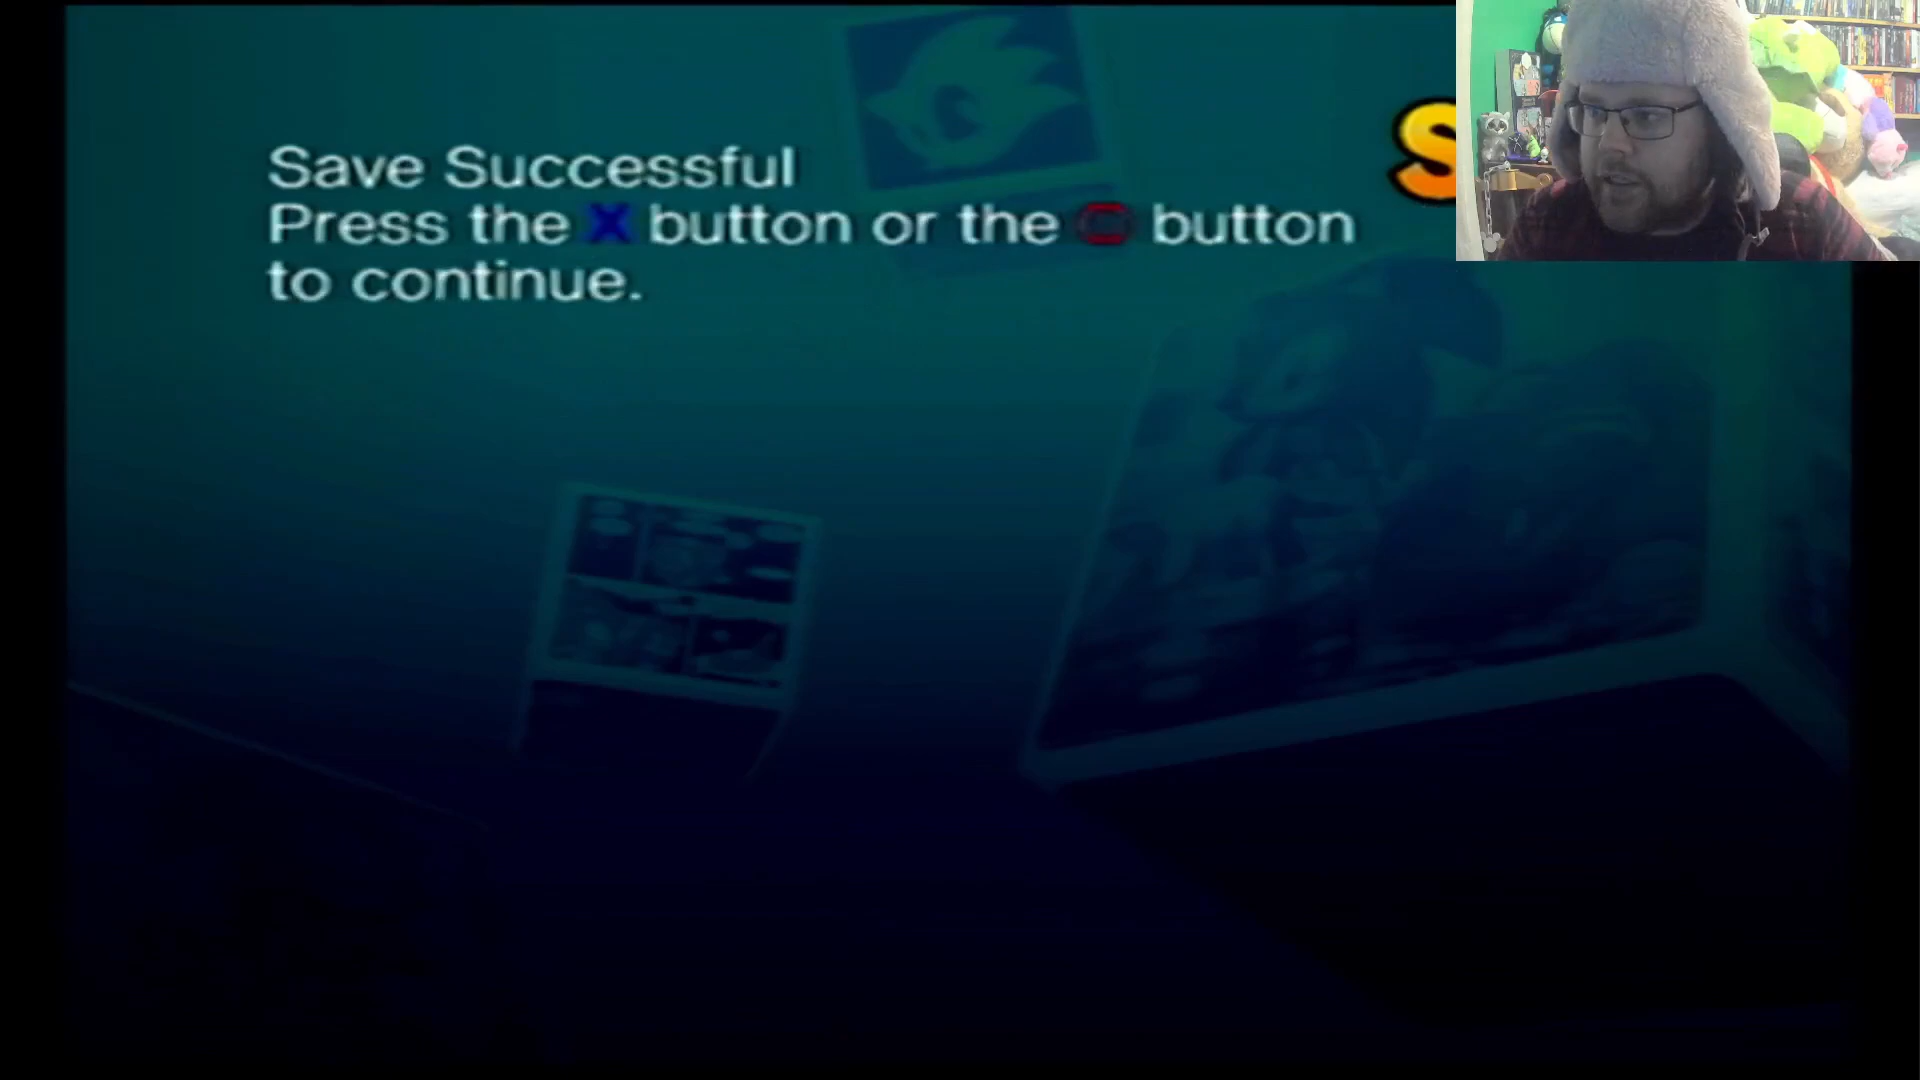 Save Successful
Press the X button or the O button
to continue.
S